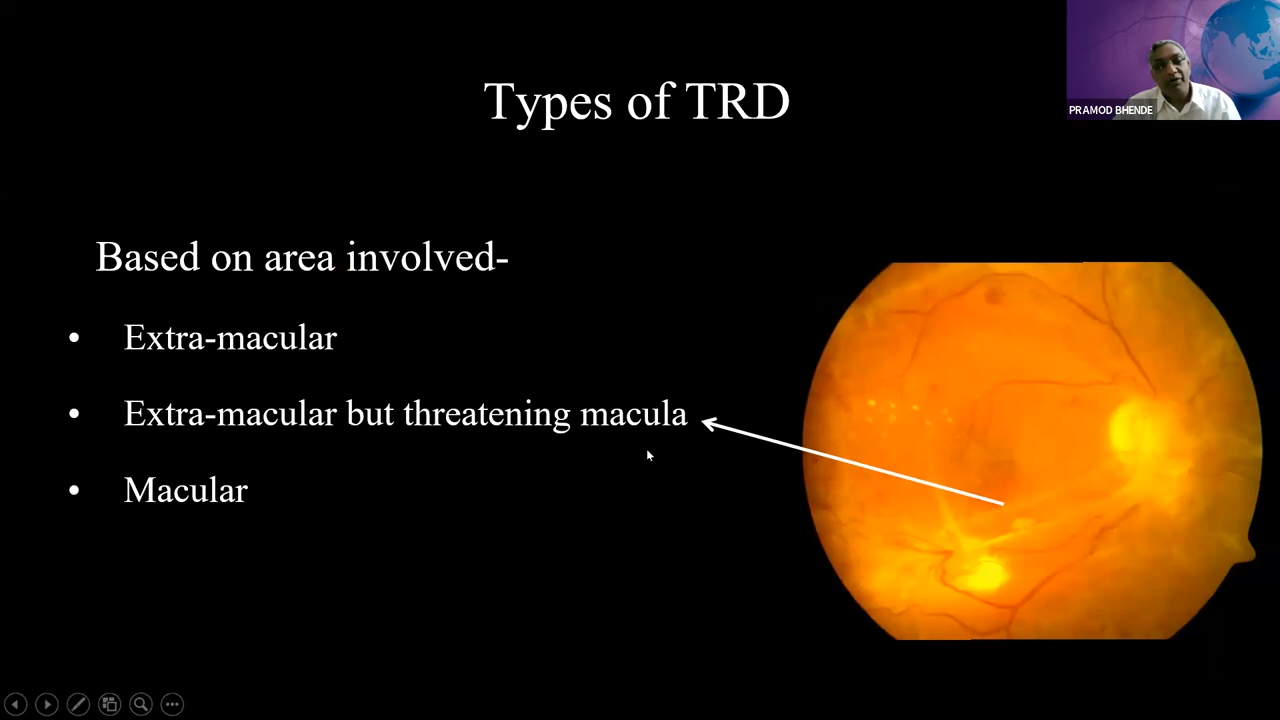 Types of TRD
PRAMOD BHENDE
Based on area involved-
• Extra-macular
• Extra-macular but threatening macula
• Macular